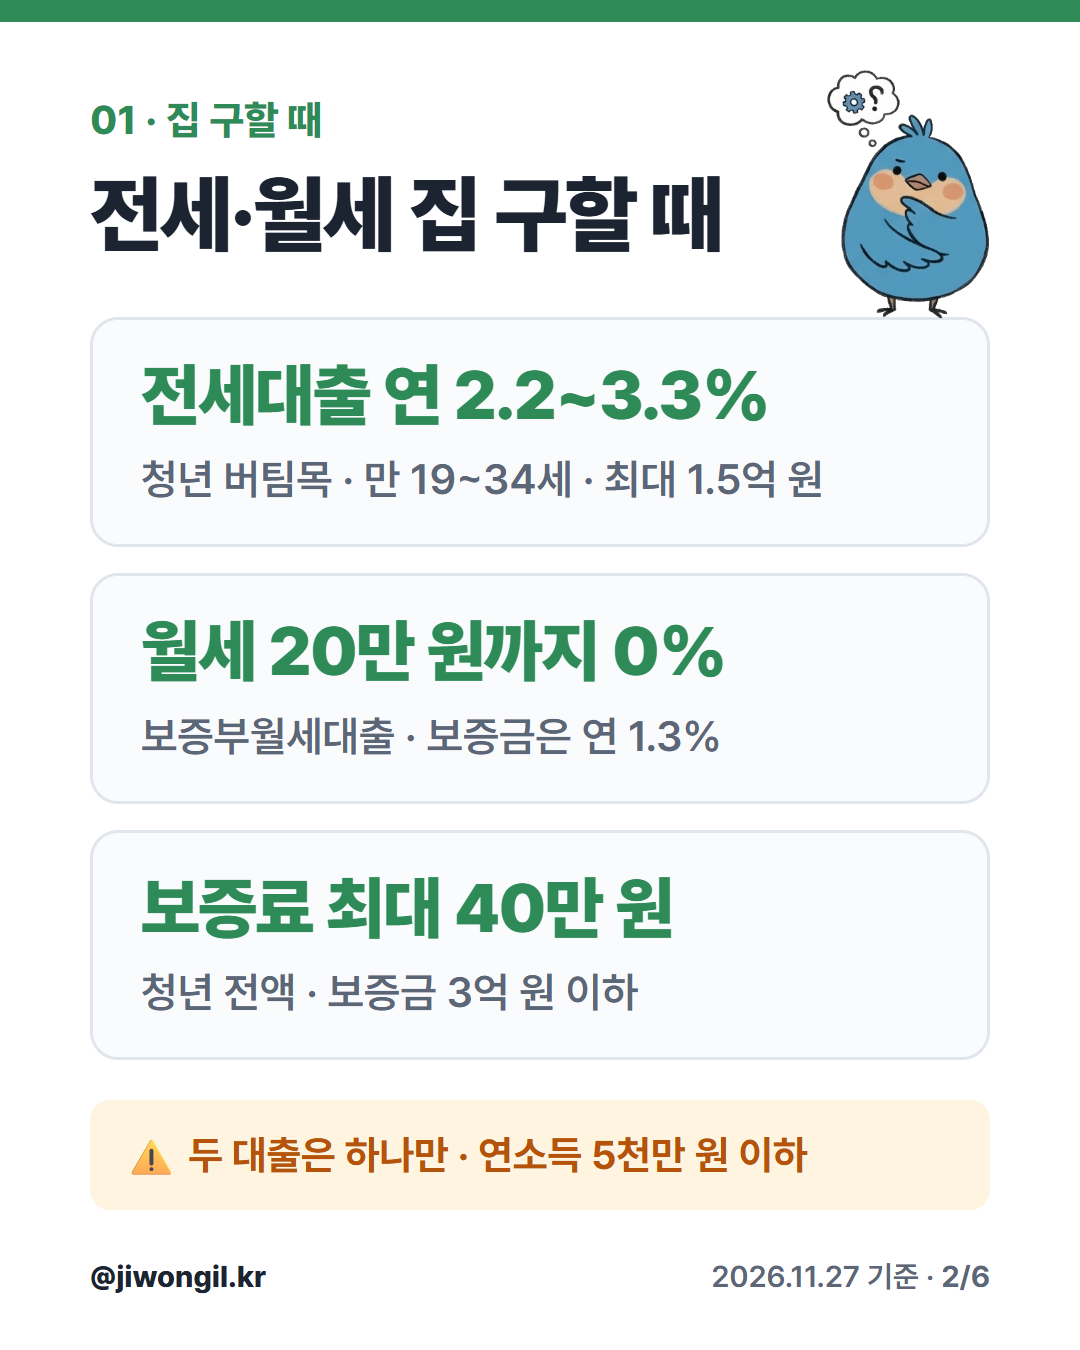 01 · 집 구할 때
전세·월세 집 구할 때
전세대출 연 2.2~3.3%
청년 버팀목 · 만 19~34세 · 최대 1.5억 원
월세 20만 원까지 0%
보증부월세대출 · 보증금은 연 1.3%
보증료 최대 40만 원
청년 전액 · 보증금 3억 원 이하
⚠️ 두 대출은 하나만 · 연소득 5천만 원 이하
@jiwongil.kr
2026.11.27 기준 · 2/6